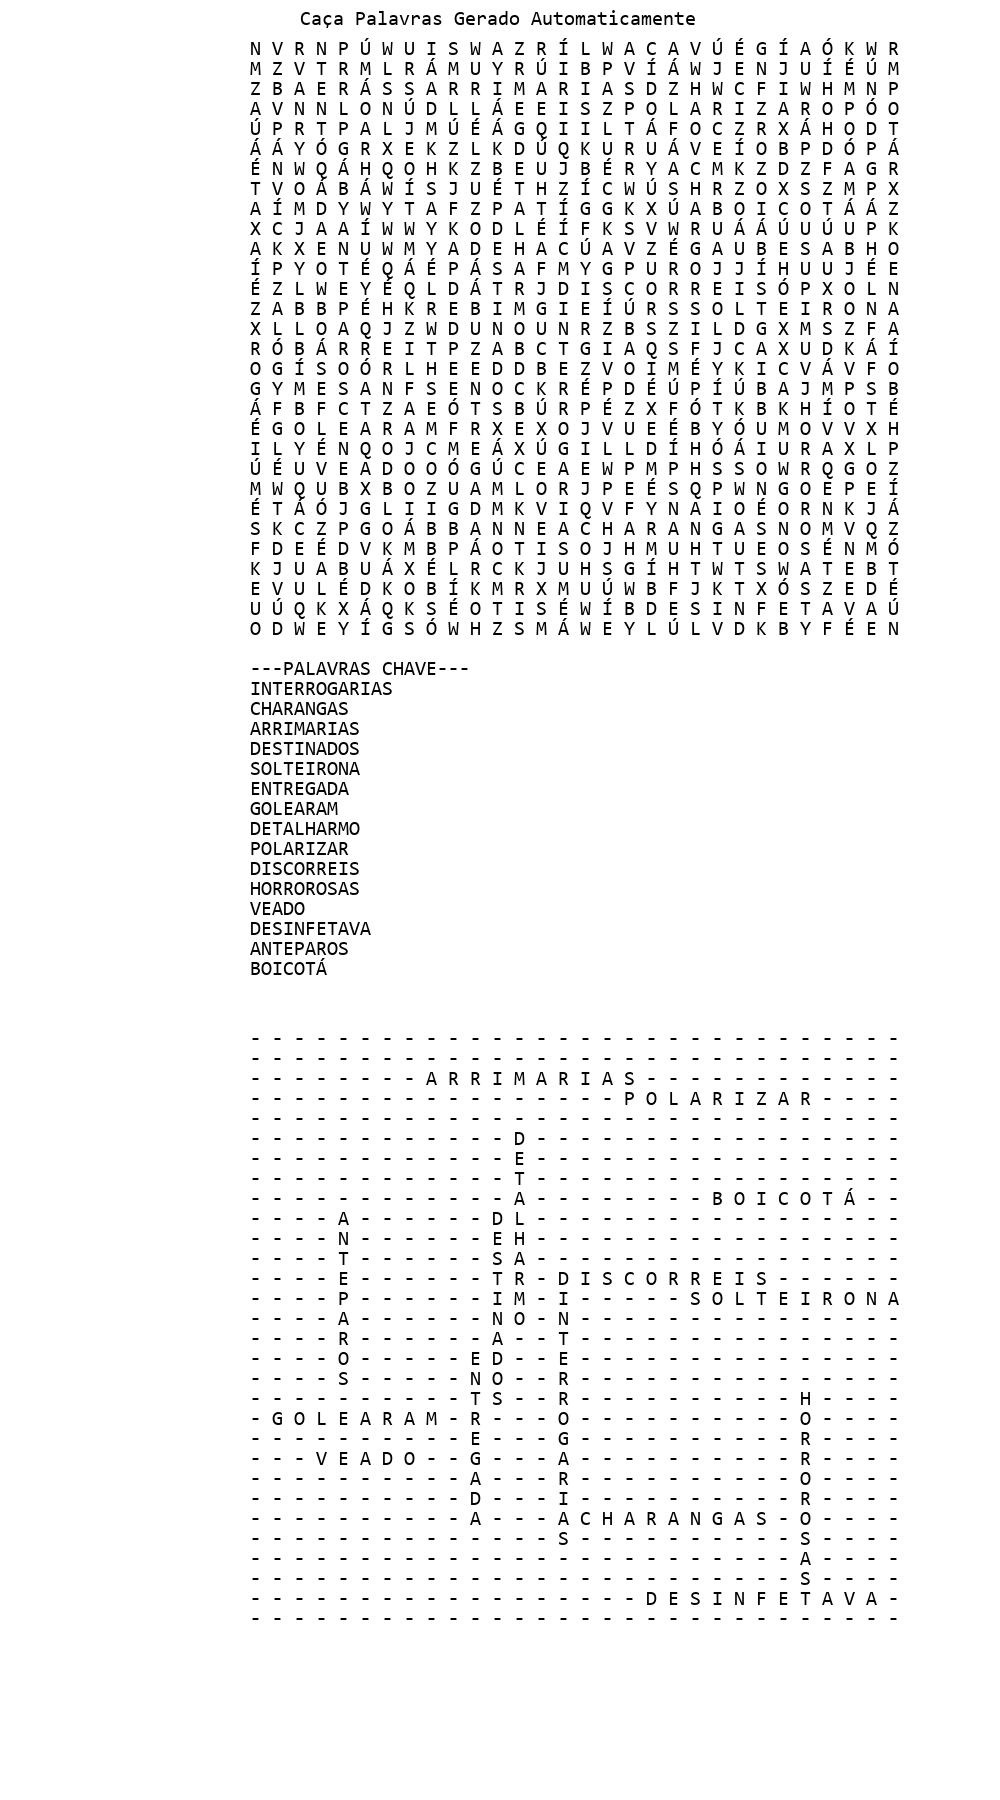 Caça Palavras Gerado Automaticamente
N V R N P Ú W U I S W A Z R Í L W A C A V Ú É G Í A Ó K W R
M Z V T R M L R Á M U Y R Ú I B P V Í Á W J E N J U Í É Ú M
Z B A E R Á S S A R R I M A R I A S D Z H W C F I W H M N P
A V N N L O N Ú D L L Á E E I S Z P O L A R I Z A R O P Ó O
Ú P R T P A L J M Ú É Á G Q I I L T Á F O C Z R X Á H O D T
Á Á Y Ó G R X E K Z L K D Ú Q K U R U Á V E Í O B P D Ó P Á
É N W Q Á H Q O H K Z B E U J B É R Y A C M K Z D Z F A G R
T V O Á B Á W Í S J U É T H Z Í C W Ú S H R Z O X S Z M P X
A Í M D Y W Y T A F Z P A T Í G G K X Ú A B O I C O T Á Á Z
X C J A A Í W W Y K O D L É Í F K S V W R U Á Á Ú U Ú U P K
A K X E N U W M Y A D E H A C Ú A V Z É G A U B E S A B H O
Í P Y O T É Q Á É P Á S A F M Y G P U R O J J Í H U U J É E
É Z L W E Y É Q L D Á T R J D I S C O R R E I S Ó P X O L N
Z A B B P É H K R E B I M G I E Í Ú R S S O L T E I R O N A
X L L O A Q J Z W D U N O U N R Z B S Z I L D G X M S Z F A
R Ó B Á R R E I T P Z A B C T G I A Q S F J C A X U D K Á Í
O G Í S O Ó R L H E E D D B E Z V O I M É Y K I C V Á V F O
G Y M E S A N F S E N O C K R É P D É Ú P Í Ú B A J M P S B
Á F B F C T Z A E Ó T S B Ú R P É Z X F Ó T K B K H Í O T É
É G O L E A R A M F R X E X O J V U E É B Y Ó U M O V V X H
I L Y É N Q O J C M E Á X Ú G I L L D Í H Ó Á I U R A X L P
Ú É U V E A D O O Ó G Ú C E A E W P M P H S S O W R Q G O Z
M W Q U B X B O Z U A M L O R J P E É S Q P W N G O E P E Í
É T Á Ó J G L I I G D M K V I Q V F Y N A I O É O R N K J Á
S K C Z P G O Á B B A N N E A C H A R A N G A S N O M V Q Z
F D E É D V K M B P Á O T I S O J H M U H T U E O S É N M Ó
K J U A B U Á X É L R C K J U H S G Í H T W T S W A T E B T
E V U L É D K O B Í K M R X M U Ú W B F J K T X Ó S Z E D É
U Ú Q K X Á Q K S É O T I S É W Í B D E S I N F E T A V A Ú
O D W E Y Í G S Ó W H Z S M Á W E Y L Ú L V D K B Y F É E N
---PALAVRAS CHAVE---
INTERROGARIAS
CHARANGAS
ARRIMARIAS
DESTINADOS
SOLTEIRONA
ENTREGADA
GOLEARAM
DETALHARMO
POLARIZAR
DISCORREIS
HORROROSAS
VEADO
DESINFETAVA
ANTEPAROS
BOICOTÁ
- - - - - - - - - - - - - - - - - - - - - - - - - - - - - -
- - - - - - - - - - - - - - - - - - - - - - - - - - - - - -
- - - - - - - - A R R I M A R I A S - - - - - - - - - - - -
- - - - - - - - - - - - - - - - - P O L A R I Z A R - - - -
- - - - - - - - - - - - - - - - - - - - - - - - - - - - - -
- - - - - - - - - - - - D - - - - - - - - - - - - - - - - -
- - - - - - - - - - - - E - - - - - - - - - - - - - - - - -
- - - - - - - - - - - - T - - - - - - - - - - - - - - - - -
- - - - - - - - - - - - A - - - - - - - - B O I C O T Á - -
- - - - A - - - - - - D L - - - - - - - - - - - - - - - - -
- - - - N - - - - - - E H - - - - - - - - - - - - - - - - -
- - - - T - - - - - - S A - - - - - - - - - - - - - - - - -
- - - - E - - - - - - T R - D I S C O R R E I S - - - - - -
- - - - P - - - - - - I M - I - - - - - S O L T E I R O N A
- - - - A - - - - - - N O - N - - - - - - - - - - - - - - -
- - - - R - - - - - - A - - T - - - - - - - - - - - - - - -
- - - - O - - - - - E D - - E - - - - - - - - - - - - - - -
- - - - S - - - - - N O - - R - - - - - - - - - - - - - - -
- - - - - - - - - - T S - - R - - - - - - - - - - H - - - -
- G O L E A R A M - R - - - O - - - - - - - - - - O - - - -
- - - - - - - - - - E - - - G - - - - - - - - - - R - - - -
- - - V E A D O - - G - - - A - - - - - - - - - - R - - - -
- - - - - - - - - - A - - - R - - - - - - - - - - O - - - -
- - - - - - - - - - D - - - I - - - - - - - - - - R - - - -
- - - - - - - - - - A - - - A C H A R A N G A S - O - - - -
- - - - - - - - - - - - - - S - - - - - - - - - - S - - - -
- - - - - - - - - - - - - - - - - - - - - - - - - A - - - -
- - - - - - - - - - - - - - - - - - - - - - - - - S - - - -
- - - - - - - - - - - - - - - - - - D E S I N F E T A V A -
- - - - - - - - - - - - - - - - - - - - - - - - - - - - - -